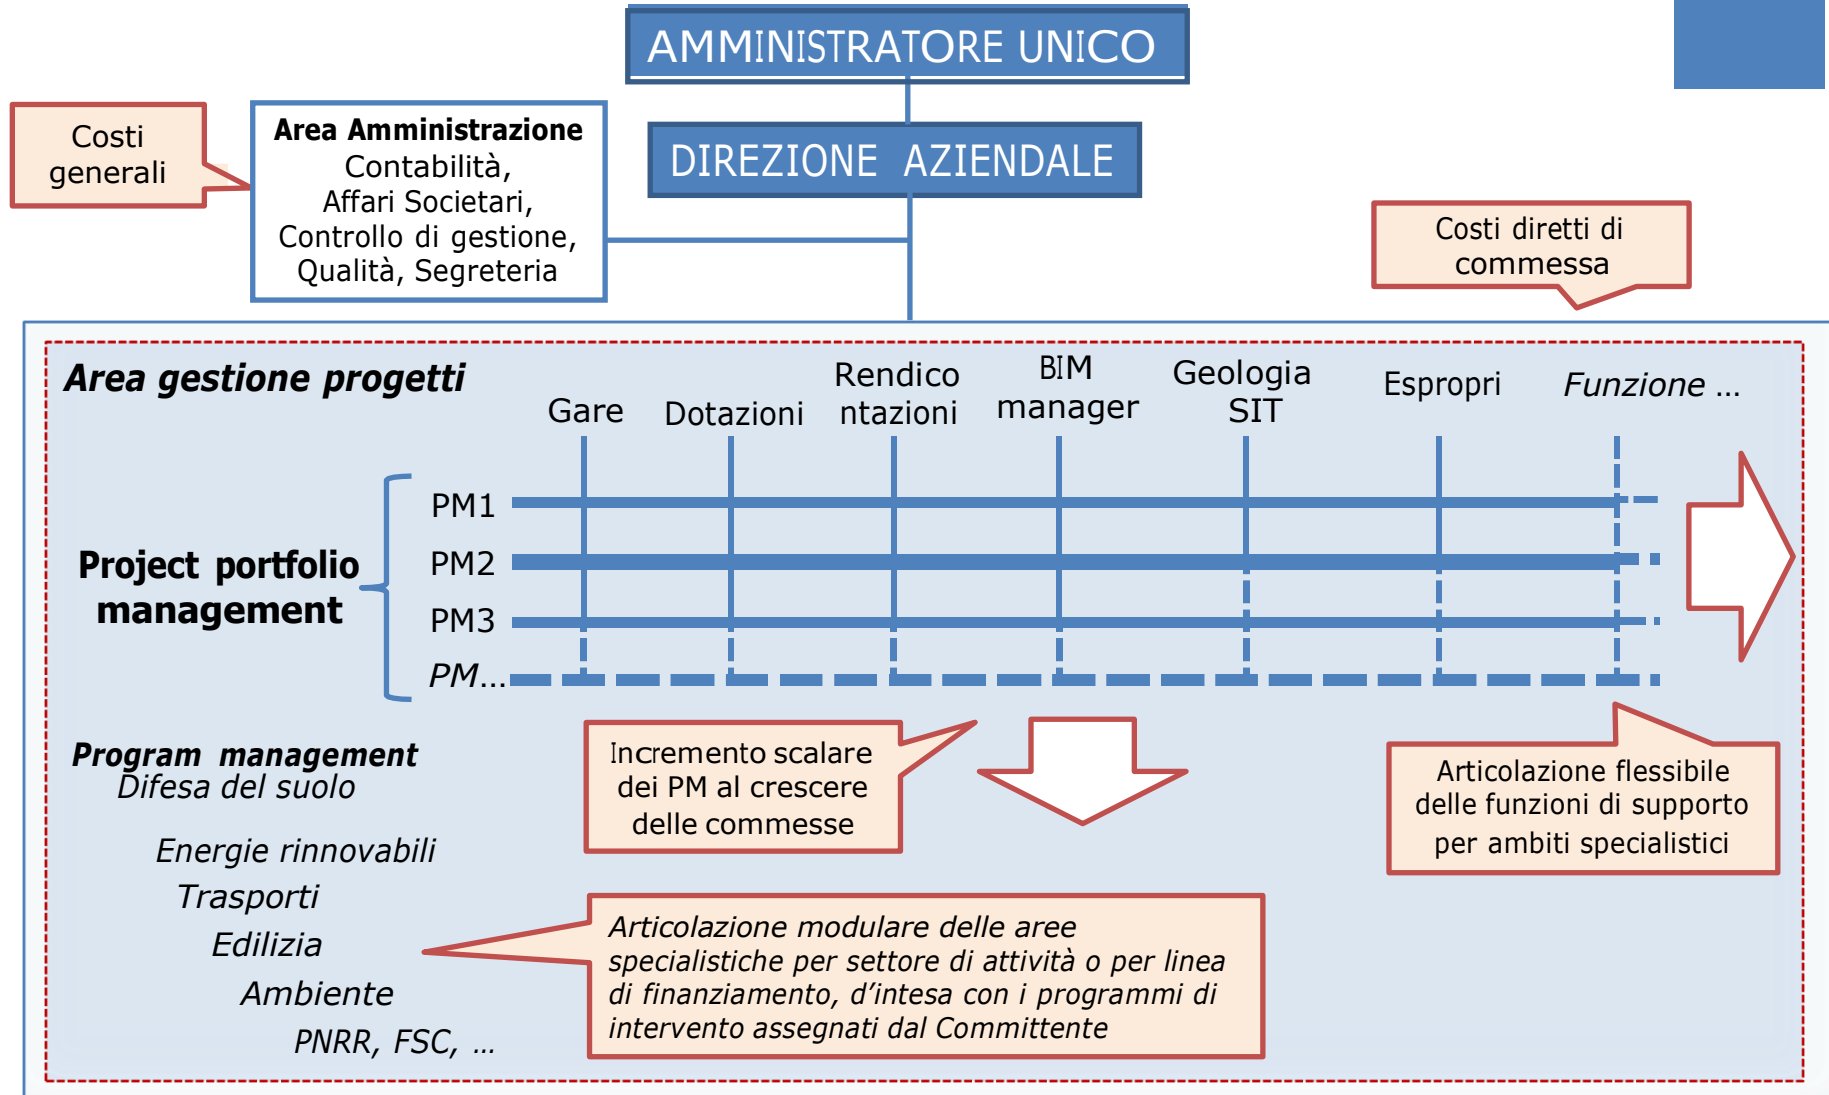 AMMINISTRATORE UNICO
Costi
generali
Area Amministrazione
Contabilità,
Affari Societari,
Controllo di gestione,
Qualità, Segreteria
DIREZIONE AZIENDALE
Costi diretti di
commessa
Area gestione progetti
Gare
Dotazioni
Rendico
ntazioni
BIM
manager
Geologia
SIT
Espropri
Funzione ...
Project portfolio
management
PM1
PM2
PM3
PM...
Program management
Difesa del suolo
Energie rinnovabili
Trasporti
Edilizia
Ambiente
PNRR, FSC, ...
Incremento scalare
dei PM al crescere
delle commesse
Articolazione flessibile
delle funzioni di supporto
per ambiti specialistici
Articolazione modulare delle aree
specialistiche per settore di attività o per linea
di finanziamento, d'intesa con i programmi di
intervento assegnati dal Committente